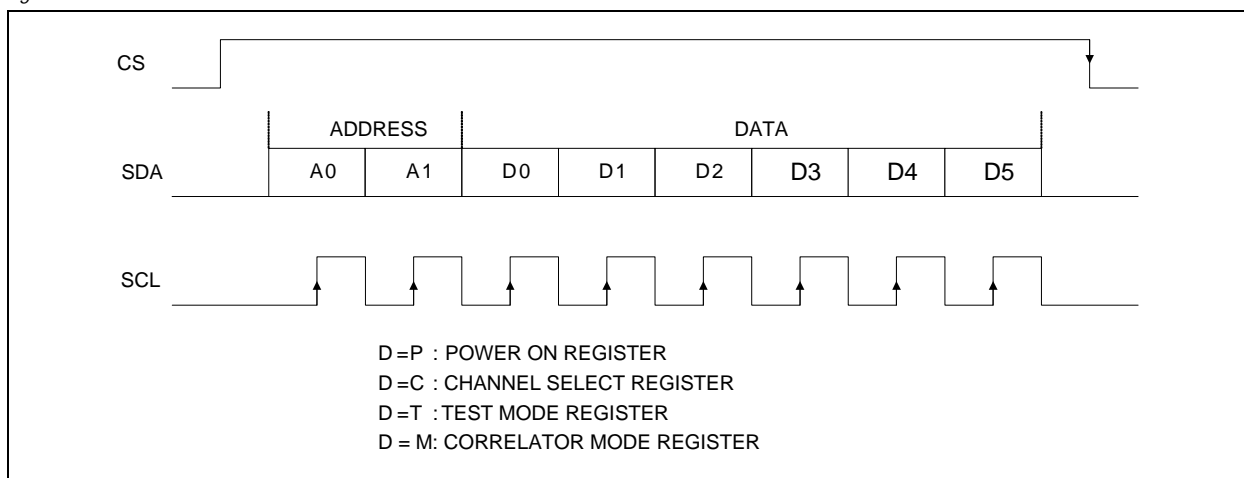 CS
ADDRESS DATA
SDA A0 A1 D0 D1 D2 D3 D4 D5
SCL
D =P : POWER ON REGISTER
D =C : CHANNEL SELECT REGISTER
D =T : TEST MODE REGISTER
D = M: CORRELATOR MODE REGISTER